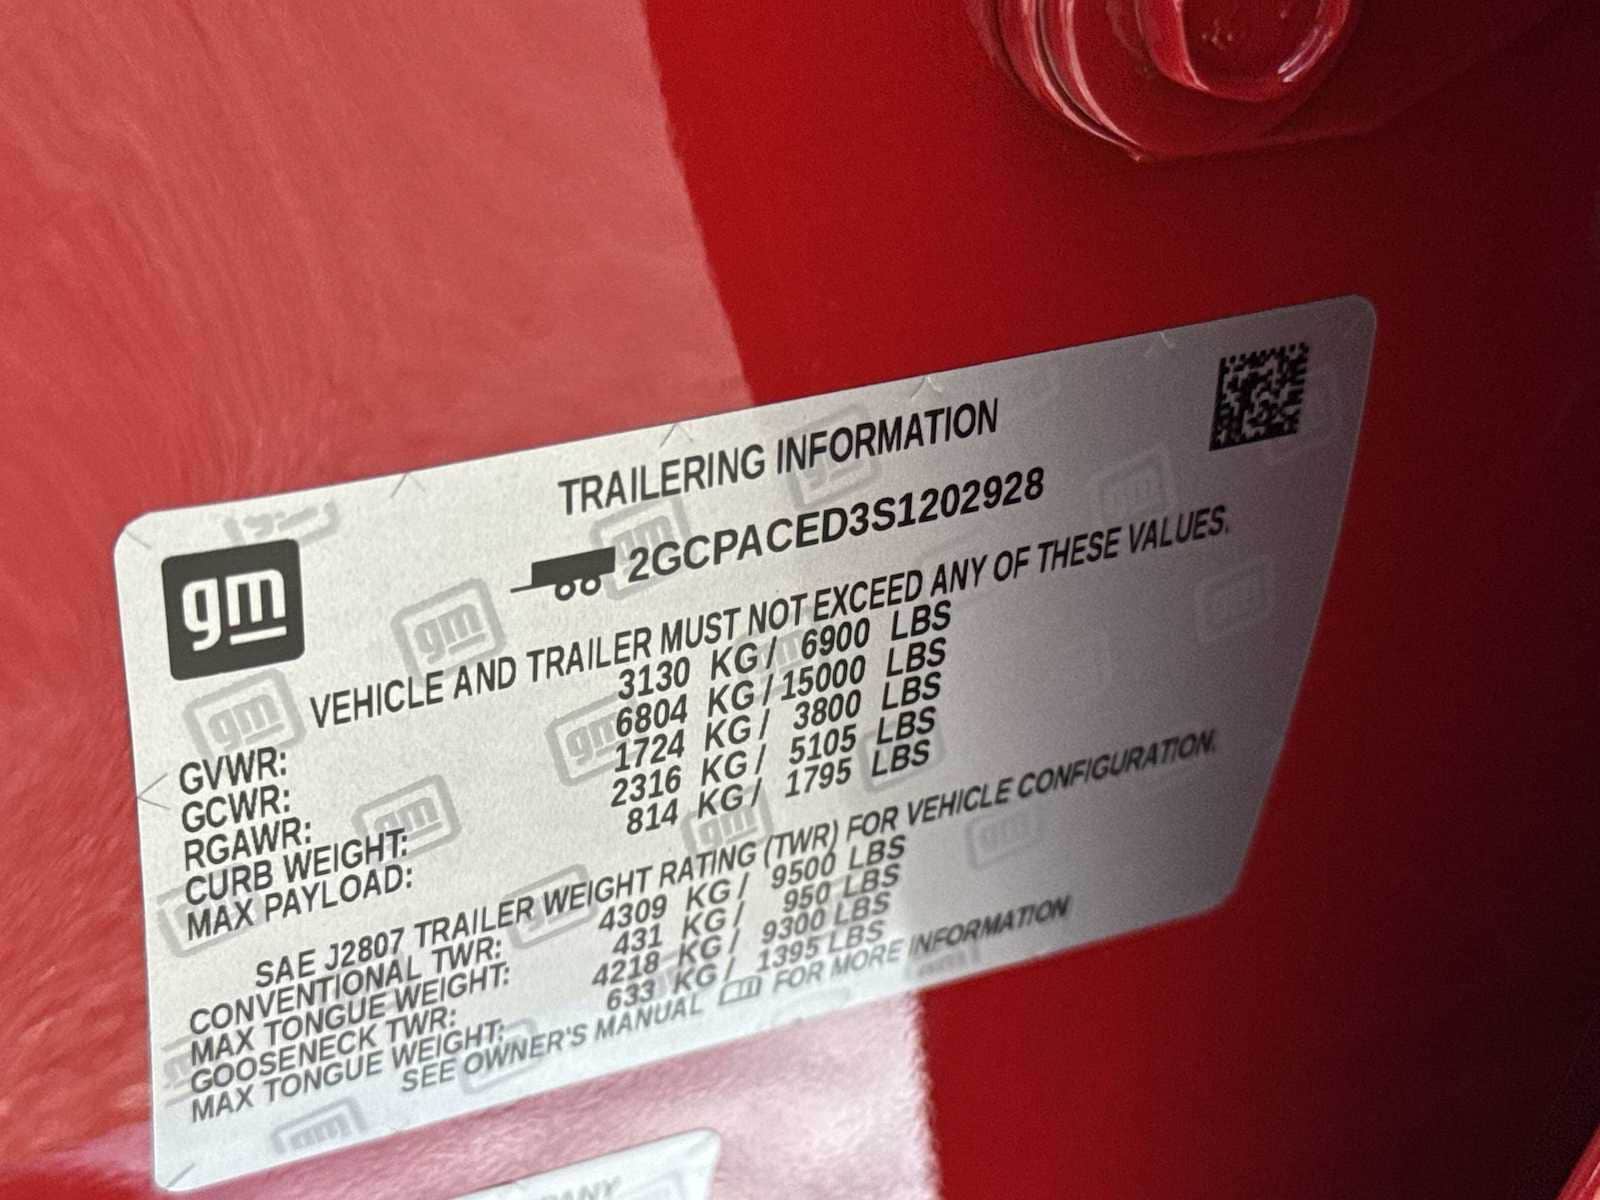 TRAILERING INFORMATION
gm
2GCPACED3S1202928
VEHICLE AND TRAILER MUST NOT EXCEED ANY OF THESE VALUES.
GVWR: 3130 KG/ 6900 LBS
GCWR: 6804 KG/15000 LBS
RGAWR: 1724 KG/ 3800 LBS
CURB WEIGHT: 2316 KG/ 5105 LBS
MAX PAYLOAD: 814 KG/ 1795 LBS
SAE J2807 TRAILER WEIGHT RATING (TWR) FOR VEHICLE CONFIGURATION.
CONVENTIONAL TWR: 4309 KG/ 9500 LBS
MAX TONGUE WEIGHT: 431 KG/ 950 LBS
GOOSENECK TWR: 4218 KG/ 9300 LBS
MAX TONGUE WEIGHT: 633 KG/ 1395 LBS
SEE OWNER'S MANUAL FOR MORE INFORMATION